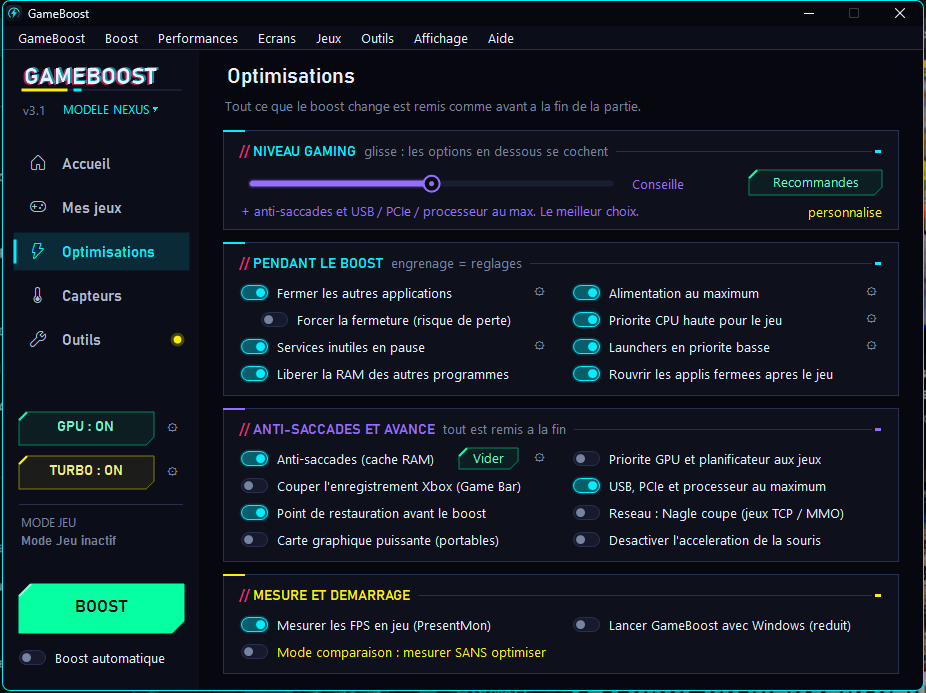 GameBoost
GameBoost Boost Performances Ecrans Jeux Outils Affichage Aide
GAMEBOOST
v3.1 MODELE NEXUS
Accueil
Mes jeux
Optimisations
Capteurs
Outils
GPU : ON
TURBO : ON
MODE JEU
Mode Jeu inactif
BOOST
Boost automatique
Optimisations
Tout ce que le boost change est remis comme avant a la fin de la partie.
// NIVEAU GAMING glisse : les options en dessous se cochent
Conseille
Recommandes
+ anti-saccades et USB / PCIe / processeur au max. Le meilleur choix.
personnalise
// PENDANT LE BOOST engrenage = reglages
Fermer les autres applications
Alimentation au maximum
Forcer la fermeture (risque de perte)
Priorite CPU haute pour le jeu
Services inutiles en pause
Launchers en priorite basse
Liberer la RAM des autres programmes
Rouvrir les applis fermees apres le jeu
// ANTI-SACCADES ET AVANCE tout est remis a la fin
Anti-saccades (cache RAM) Vider
Priorite GPU et planificateur aux jeux
Couper l'enregistrement Xbox (Game Bar)
USB, PCIe et processeur au maximum
Point de restauration avant le boost
Reseau : Nagle coupe (jeux TCP / MMO)
Carte graphique puissante (portables)
Desactiver l'acceleration de la souris
// MESURE ET DEMARRAGE
Mesurer les FPS en jeu (PresentMon)
Lancer GameBoost avec Windows (reduit)
Mode comparaison : mesurer SANS optimiser